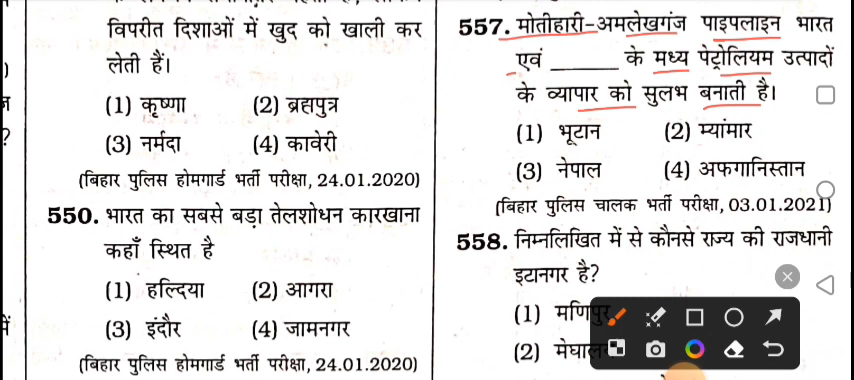 विपरीत दिशाओं में खुद को खाली कर
लेती हैं।
(1) कृष्णा (2) ब्रह्मपुत्र
(3) नर्मदा (4) कावेरी
(बिहार पुलिस होमगार्ड भर्ती परीक्षा, 24.01.2020)
550. भारत का सबसे बड़ा तेलशोधन कारखाना
कहाँ स्थित है
(1) हल्दिया (2) आगरा
(3) इंदौर (4) जामनगर
(बिहार पुलिस होमगार्ड भर्ती परीक्षा, 24.01.2020)
557. मोतीहारी-अमलेखगंज पाइपलाइन भारत
एवं ______ के मध्य पेट्रोलियम उत्पादों
के व्यापार को सुलभ बनाती है।
(1) भूटान (2) म्यांमार
(3) नेपाल (4) अफगानिस्तान
(बिहार पुलिस चालक भर्ती परीक्षा, 03.01.2021)
558. निम्नलिखित में से कौनसे राज्य की राजधानी
इटानगर है?
(1) मणिपुर
(2)